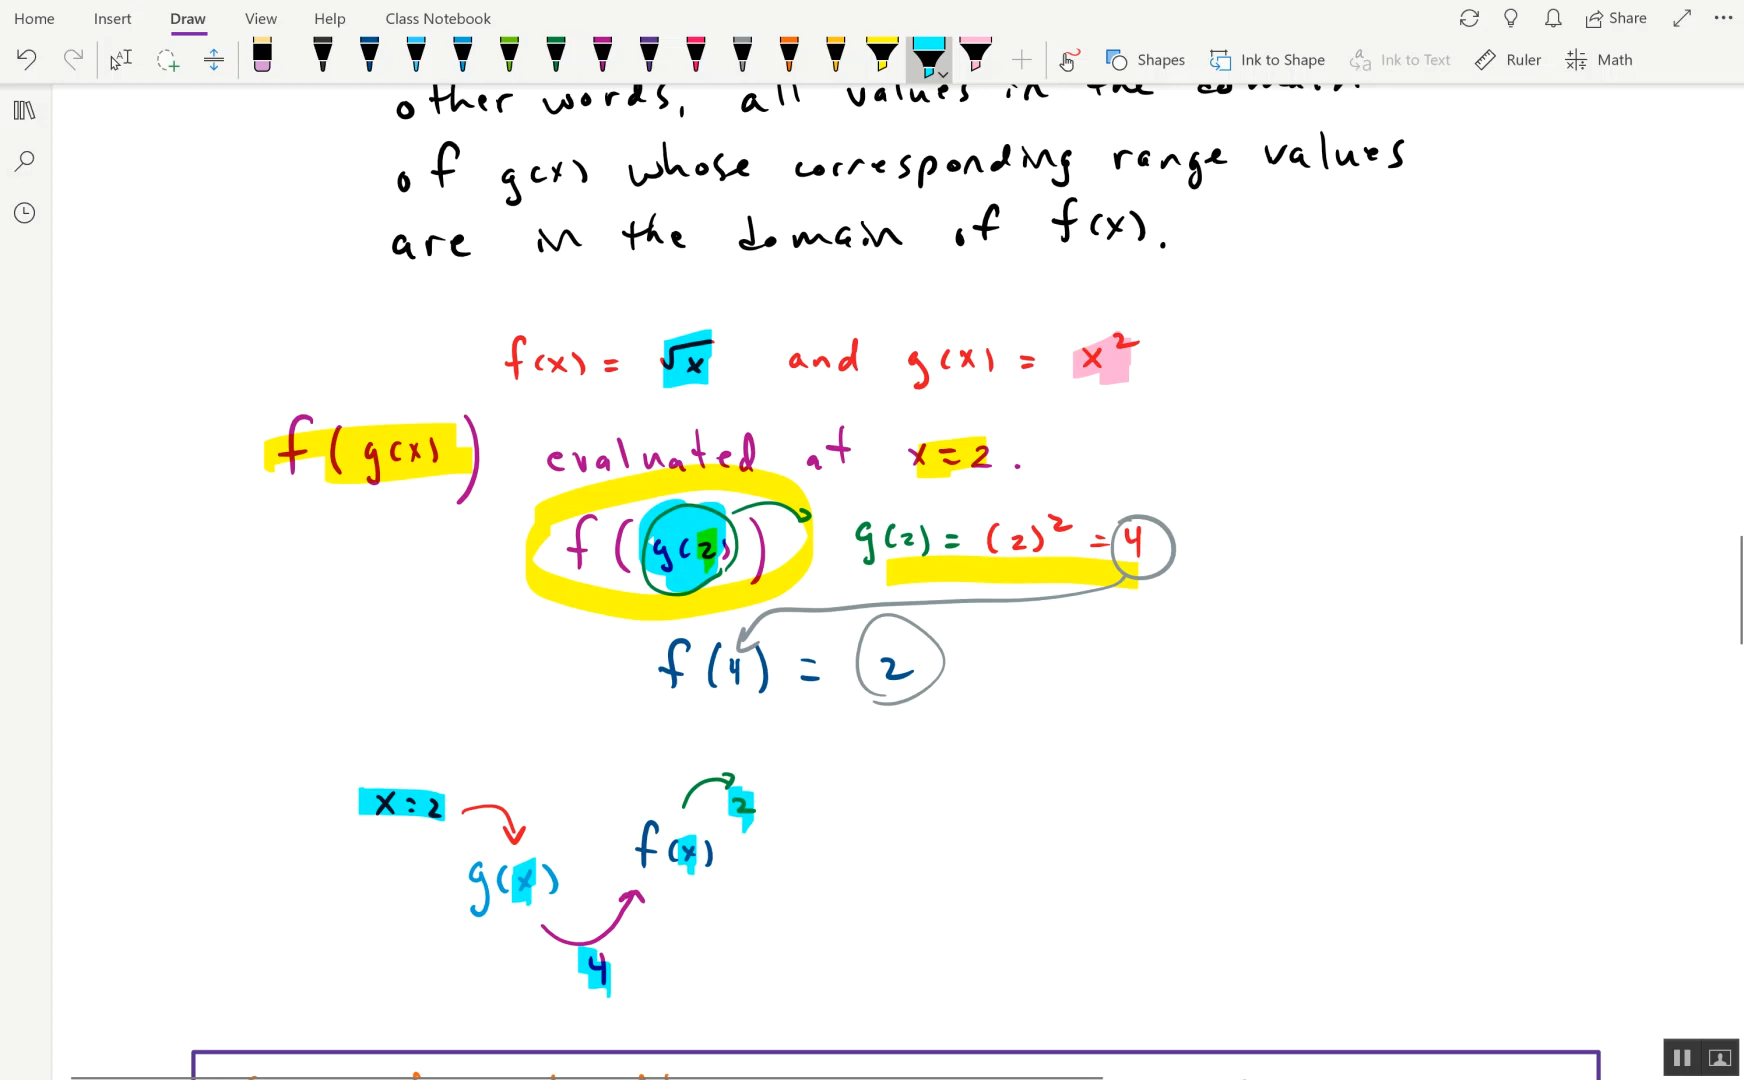 Home Insert Draw View Help Class Notebook Share
Shapes Ink to Shape Ink to Text Ruler Math
other words, all values in the domain
of g(x) whose corresponding range values
are in the domain of f(x).
f(x) = √x and g(x) = x²
f(g(x)) evaluated at x=2.
f(g(2)) g(2) = (2)² = 4
f(4) = 2
x=2 2
g(x) f(x)
4